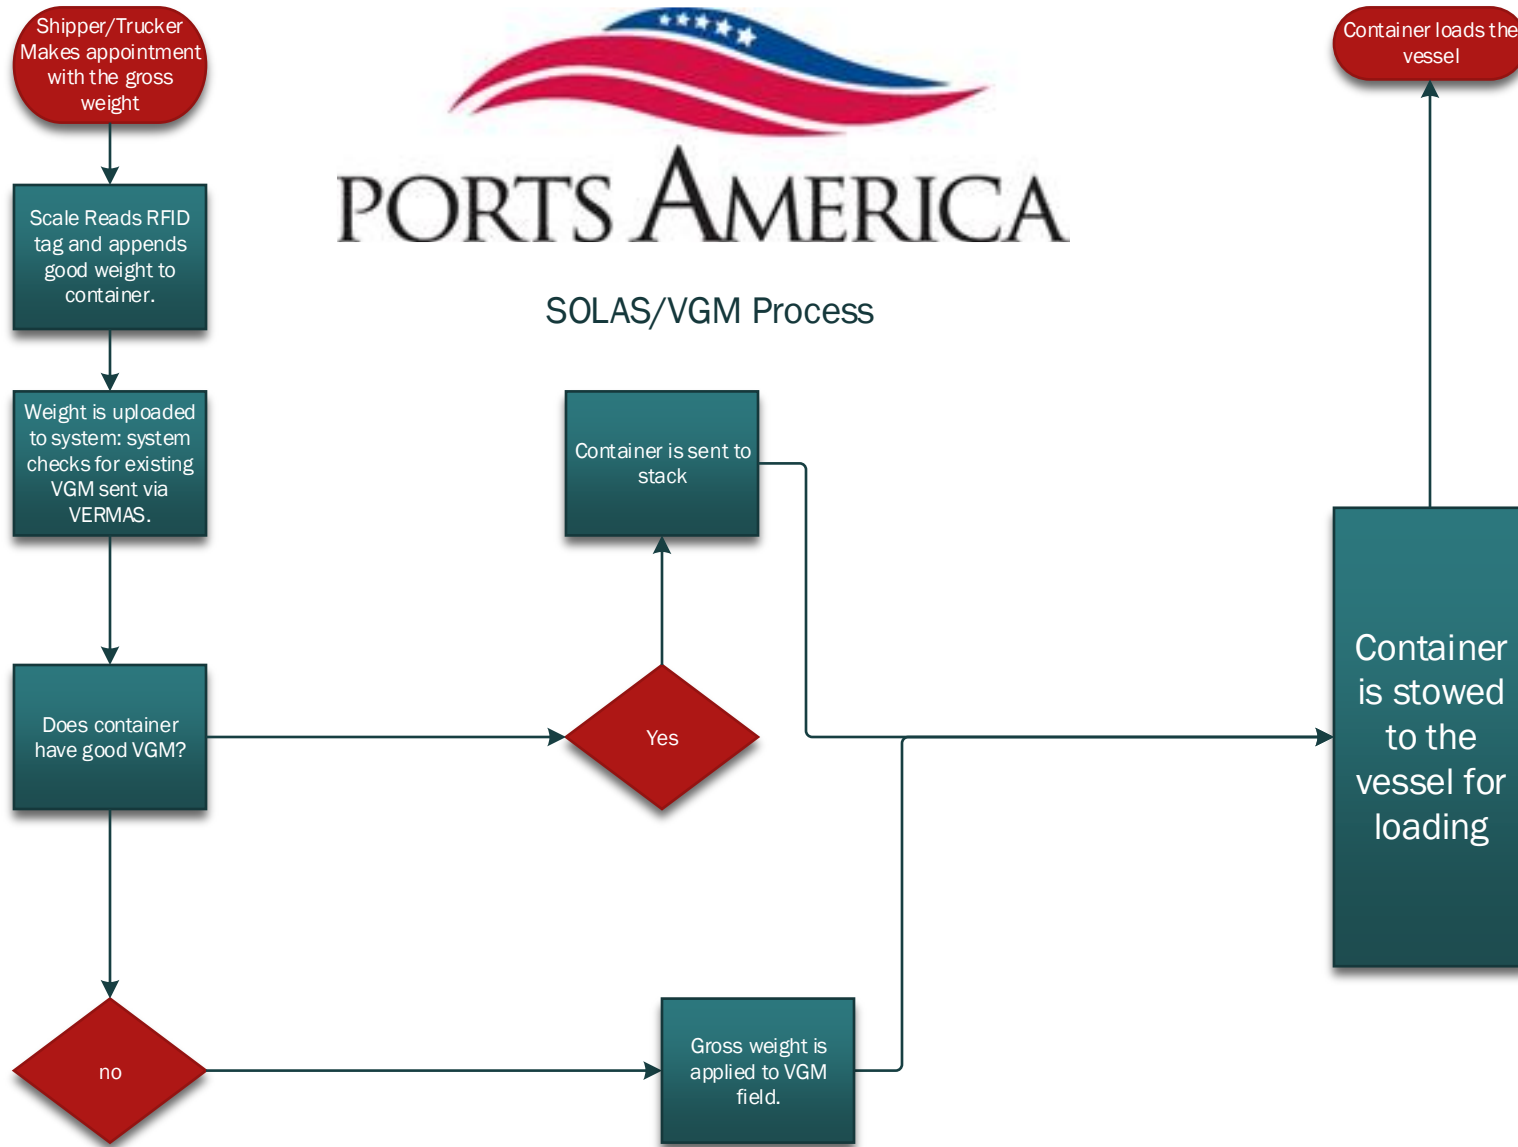 Shipper/Trucker
Makes appointment
with the gross
weight
PORTS AMERICA
SOLAS/VGM Process
Container loads the
vessel
Scale Reads RFID
tag and appends
good weight to
container.
Weight is uploaded
to system: system
checks for existing
VGM sent via
VERMAS.
Container is sent to
stack
Does container
have good VGM?
Yes
Container
is stowed
to the
vessel for
loading
no
Gross weight is
applied to VGM
field.